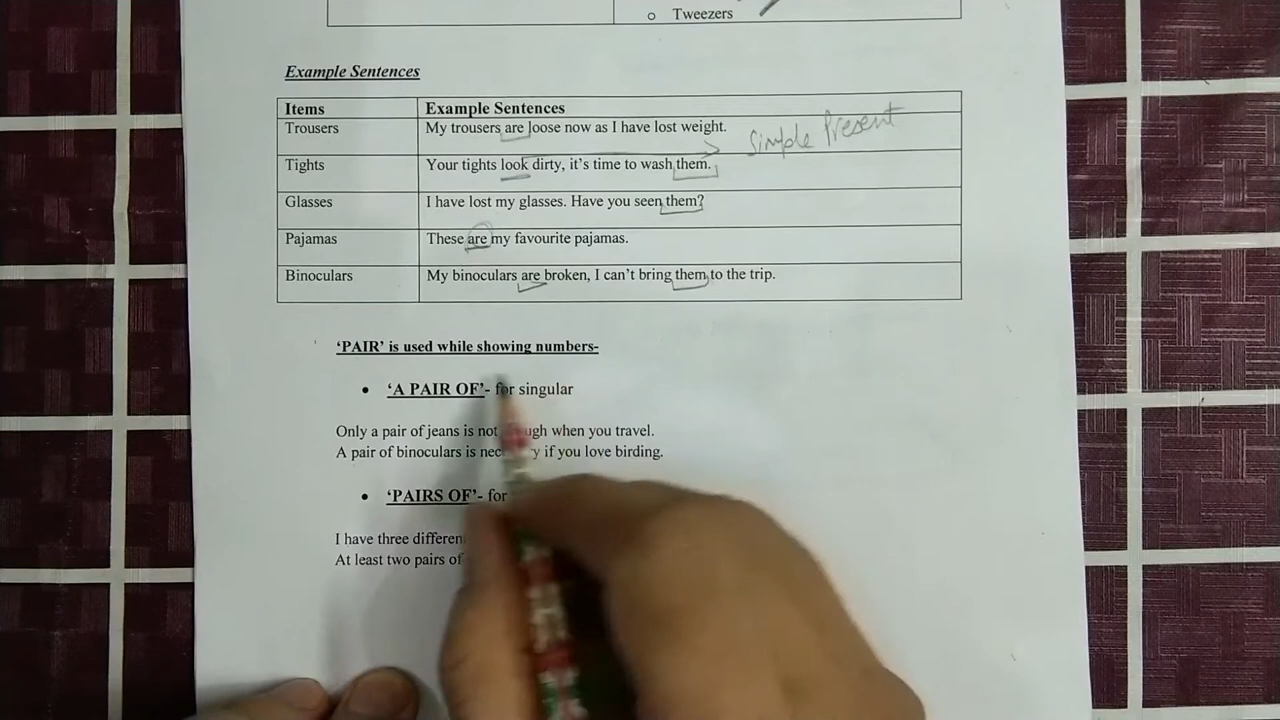 o Tweezers
Example Sentences
Items Example Sentences
Trousers My trousers are loose now as I have lost weight.
Simple Present
Tights Your tights look dirty, it's time to wash them.
Glasses I have lost my glasses. Have you seen them?
Pajamas These are my favourite pajamas.
Binoculars My binoculars are broken, I can't bring them to the trip.
'PAIR' is used while showing numbers-
• 'A PAIR OF'- for singular
Only a pair of jeans is not when you travel.
A pair of binoculars is if you love birding.
• 'PAIRS OF'- for
I have three
At least two pairs of